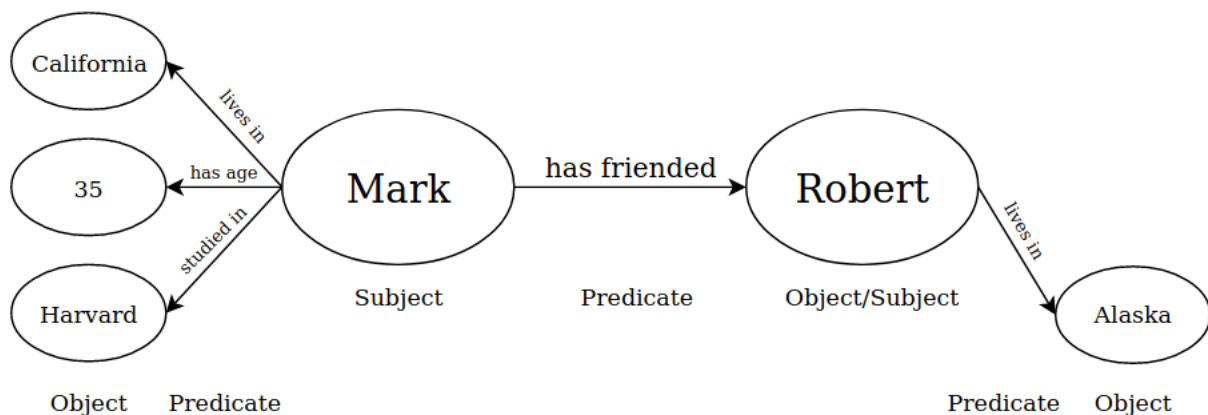 California
lives in
35
has age
Mark
has friended
Robert
studied in
lives in
Harvard
Subject
Predicate
Object/Subject
Alaska
Object
Predicate
Predicate
Object